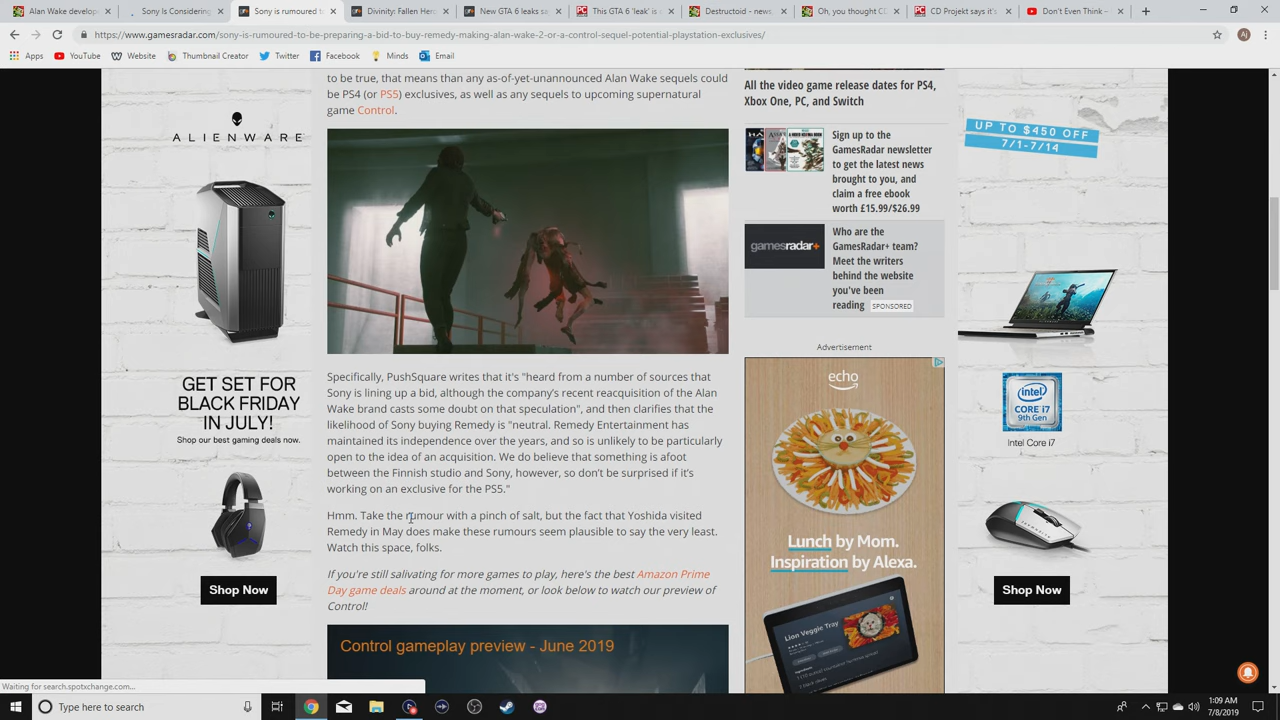 Alan Wake develop
Sony Is Considering
Sony is rumoured to
Divinity: Fallen Her
New GTA 6 leaks sa
This GTA 6 'leak' is
Destructoid - news
Oh, you thought CD
CD Projekt says it's
Don't Even Think –
https://www.gamesradar.com/sony-is-rumoured-to-be-preparing-a-bid-to-buy-remedy-making-alan-wake-2-or-a-control-sequel-potential-playstation-exclusives/
Apps
YouTube
Website
Thumbnail Creator
Twitter
Facebook
Minds
Email
ALIENWARE
GET SET FOR
BLACK FRIDAY
IN JULY!
Shop our best gaming deals now.
Shop Now
to be true, that means than any as-of-yet-unannounced Alan Wake sequels could
be PS4 (or PS5) exclusives, as well as any sequels to upcoming supernatural
game Control.
Specifically, PushSquare writes that it's "heard from a number of sources that
Sony is lining up a bid, although the company's recent reacquisition of the Alan
Wake brand casts some doubt on that speculation", and then clarifies that the
likelihood of Sony buying Remedy is "neutral. Remedy Entertainment has
maintained its independence over the years, and so is unlikely to be particularly
open to the idea of an acquisition. We do believe that something is afoot
between the Finnish studio and Sony, however, so don't be surprised if it's
working on an exclusive for the PS5."
Hmm. Take the rumour with a pinch of salt, but the fact that Yoshida visited
Remedy in May does make these rumours seem plausible to say the very least.
Watch this space, folks.
If you're still salivating for more games to play, here's the best Amazon Prime
Day game deals around at the moment, or look below to watch our preview of
Control!
Control gameplay preview - June 2019
All the video game release dates for PS4,
Xbox One, PC, and Switch
Sign up to the
GamesRadar newsletter
to get the latest news
brought to you, and
claim a free ebook
worth £15.99/$26.99
gamesradar+
Who are the
GamesRadar+ team?
Meet the writers
behind the website
you've been
reading SPONSORED
Advertisement
echo
Lunch by Mom.
Inspiration by Alexa.
Lion Veggie Tray
UP TO $450 OFF
7/1-7/14
intel
CORE i7
9th Gen
Intel Core i7
Shop Now
Waiting for search.spotxchange.com...
Type here to search
1:09 AM
7/8/2019